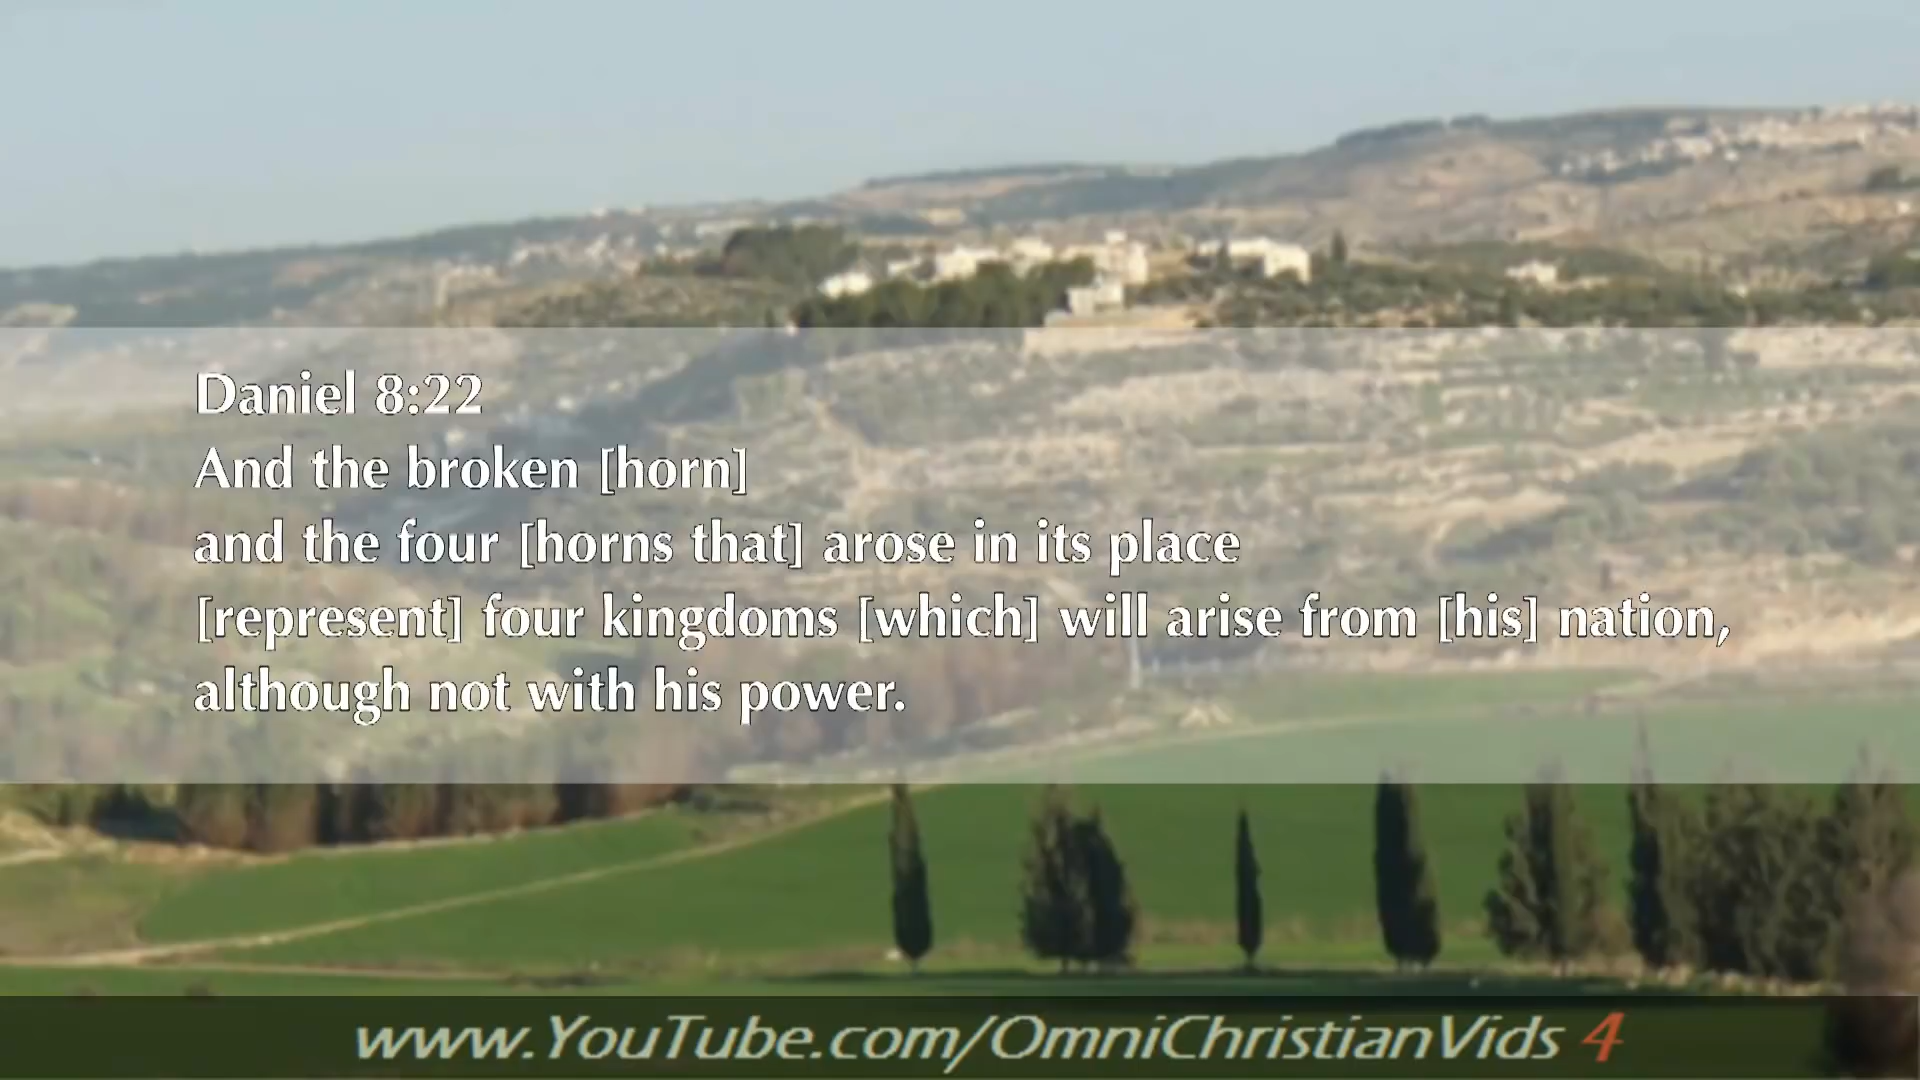 Daniel 8:22
And the broken [horn]
and the four [horns that] arose in its place
[represent] four kingdoms [which] will arise from [his] nation,
although not with his power.
www.YouTube.com/OmniChristianVids 4